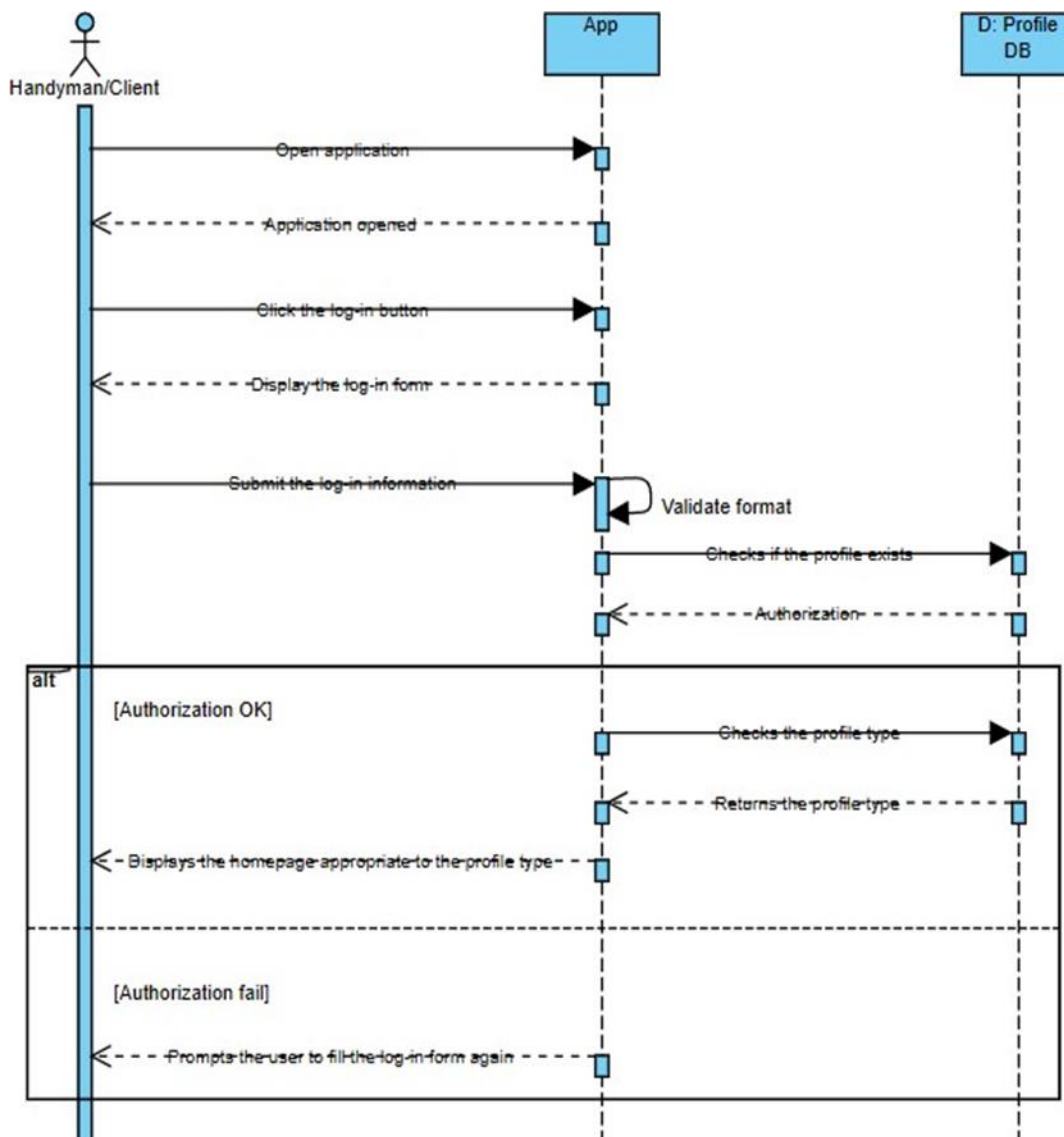 App
D: Profile
DB
Handyman/Client
Open application
Application opened
Click the log-in button
Display the log-in form
Submit the log-in information
Validate format
Checks if the profile exists
Authorization
alt
[Authorization OK]
Checks the profile type
Returns the profile type
Displays the homepage appropriate to the profile type
[Authorization fail]
Prompts the user to fill the log-in form again